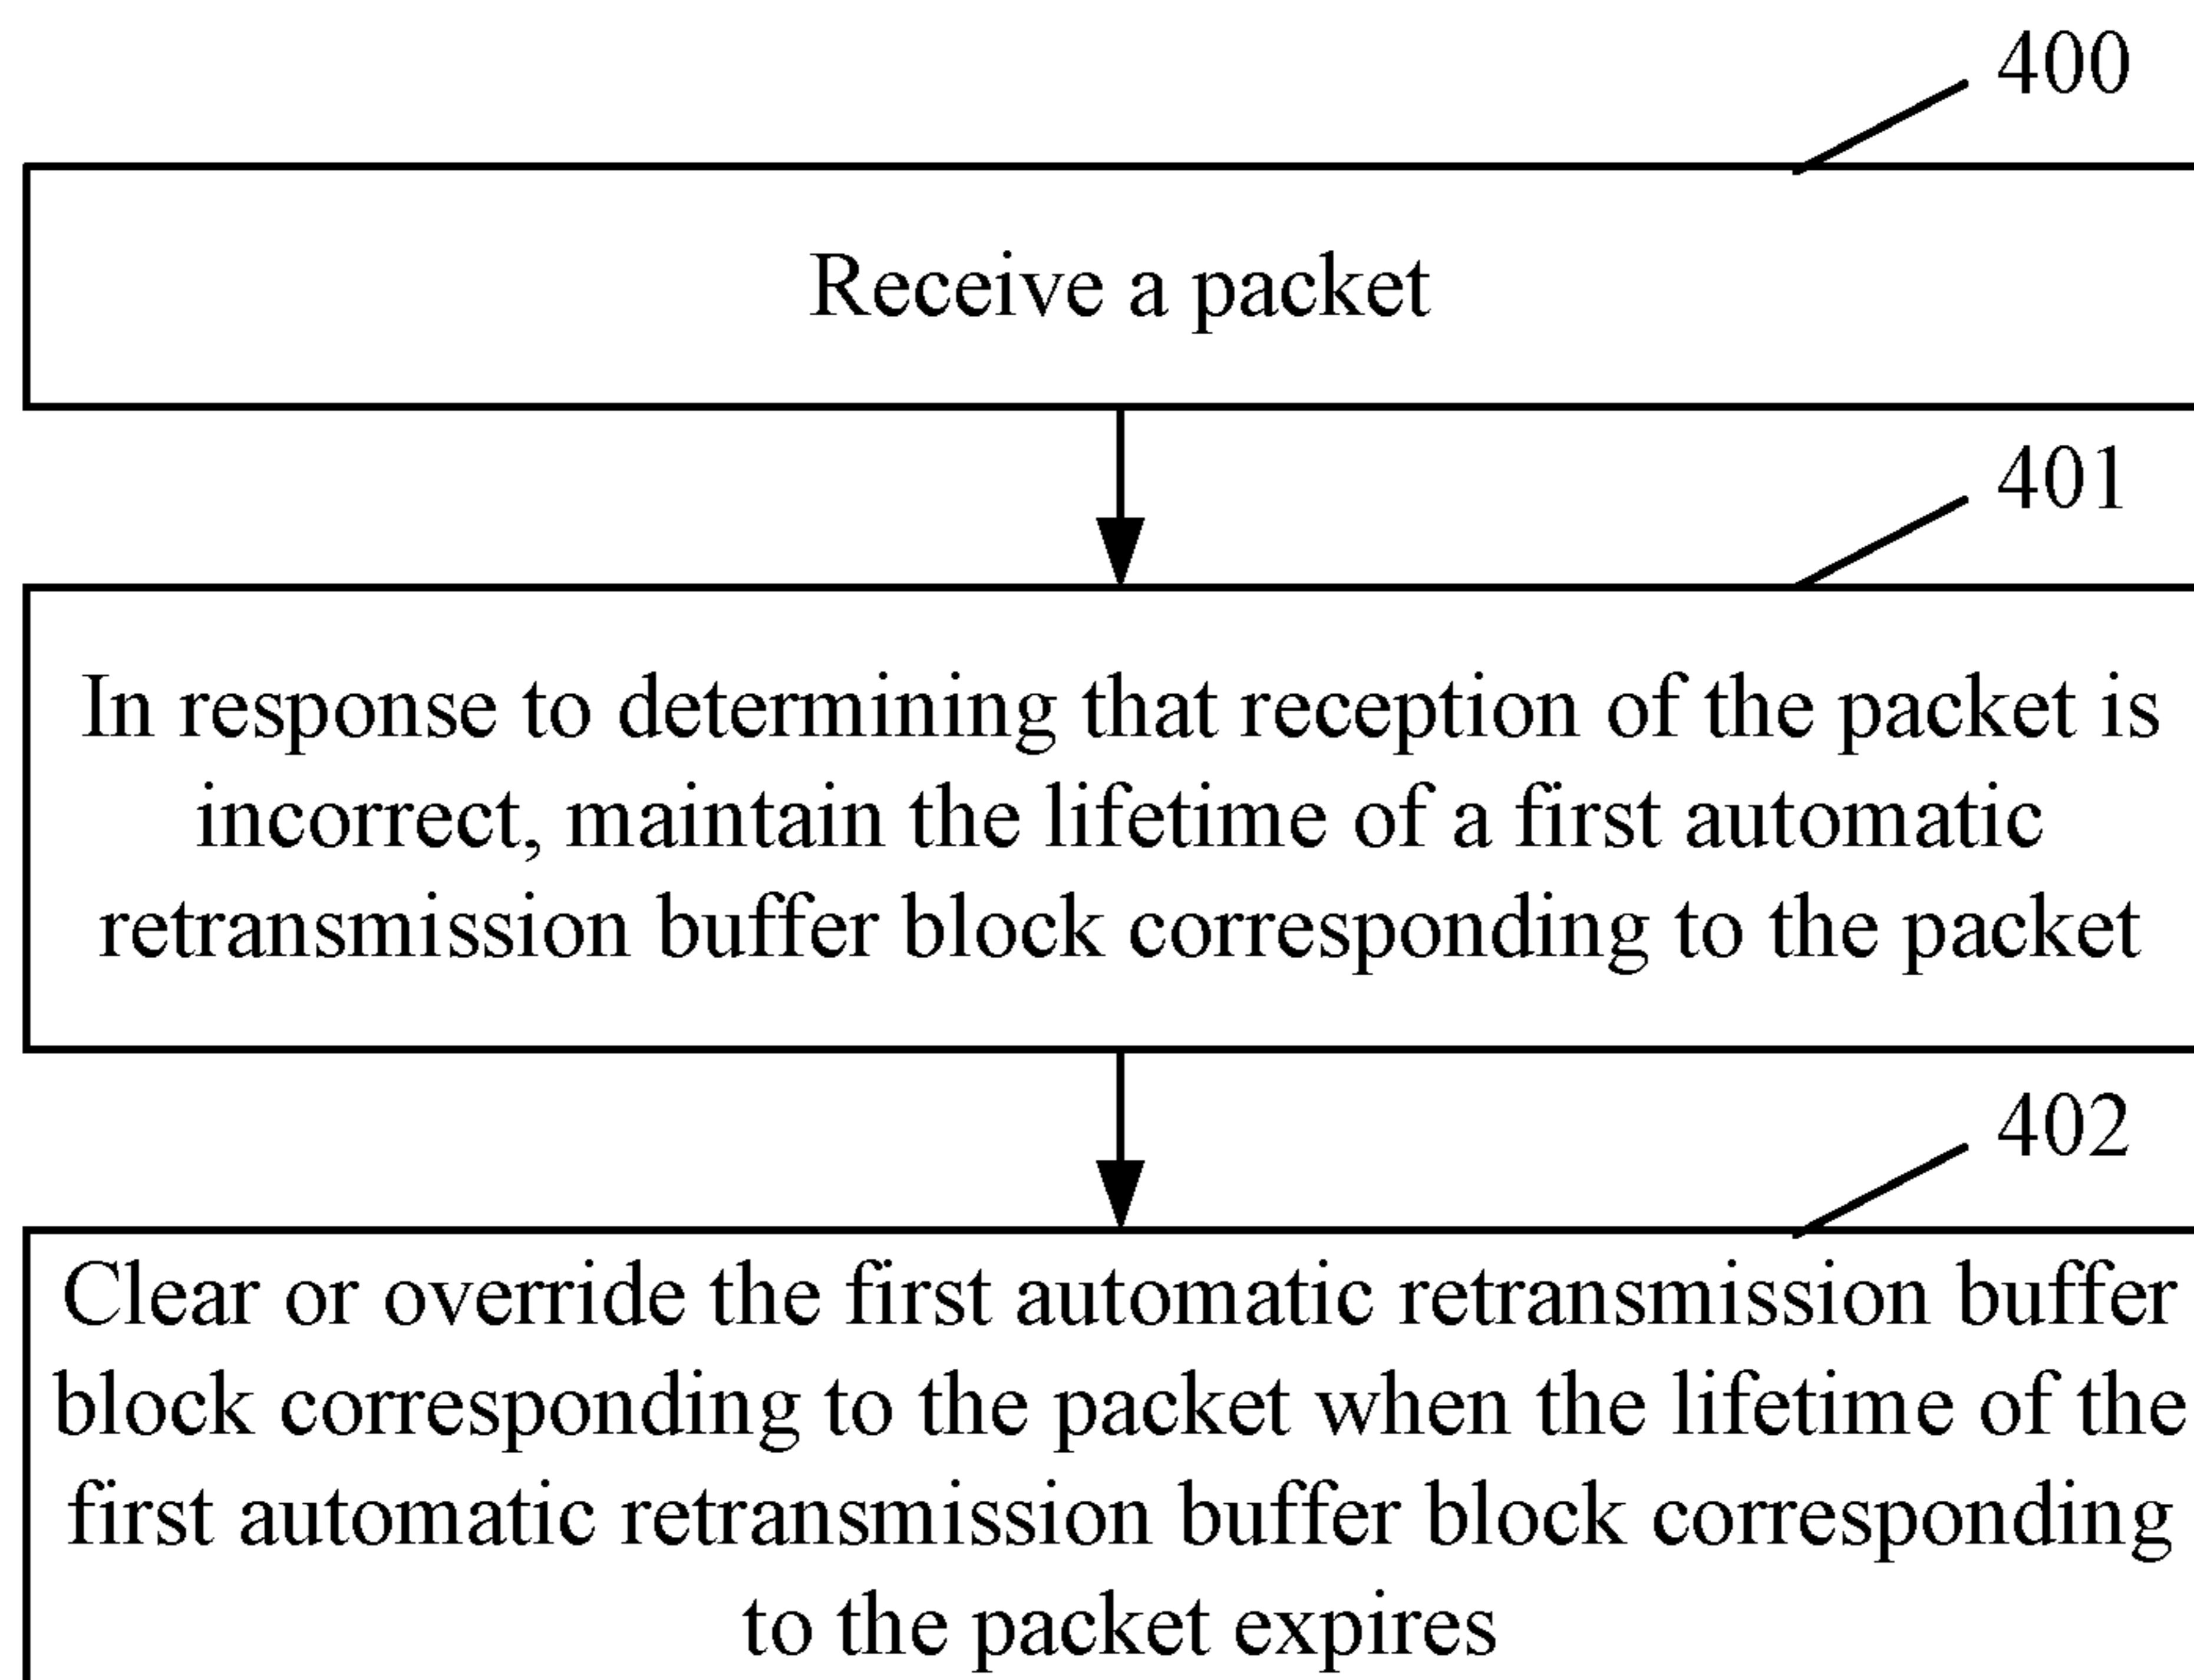 400
Receive a packet
401
In response to determining that reception of the packet is
incorrect, maintain the lifetime of a first automatic
retransmission buffer block corresponding to the packet
402
Clear or override the first automatic retransmission buffer
block corresponding to the packet when the lifetime of the
first automatic retransmission buffer block corresponding
to the packet expires